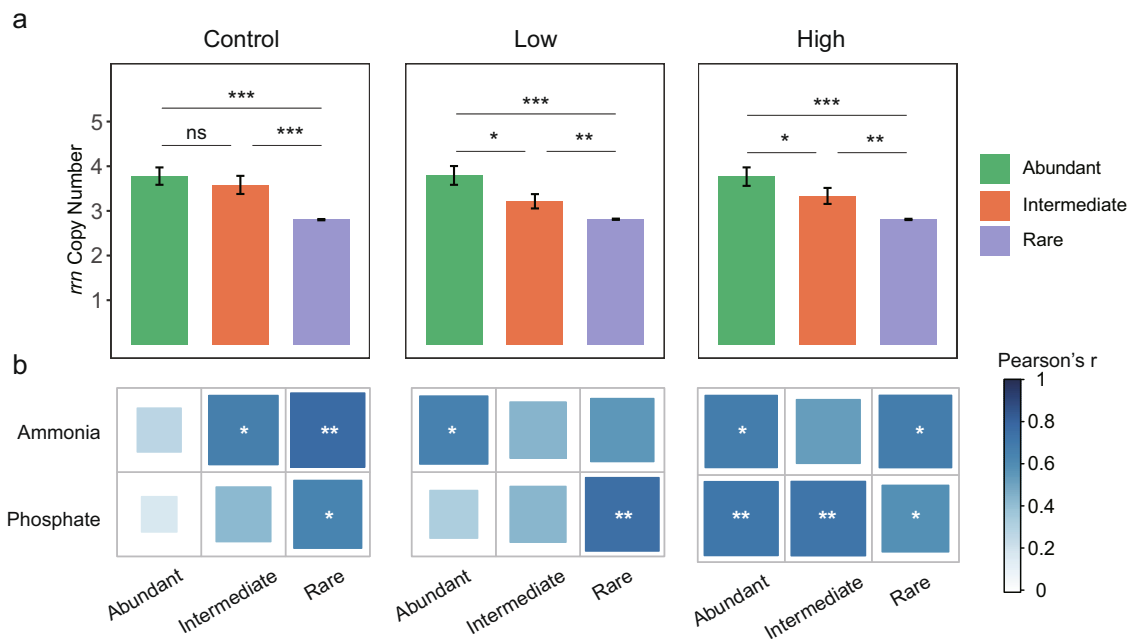 a
Control
Low
High
***
***
***
ns
***
*
**
*
**
5
4
3
2
1
rrn Copy Number
Abundant
Intermediate
Rare
b
Pearson's r
Ammonia
*
**
*
*
*
Phosphate
*
**
**
**
*
1
0.8
0.6
0.4
0.2
0
Abundant
Intermediate
Rare
Abundant
Intermediate
Rare
Abundant
Intermediate
Rare